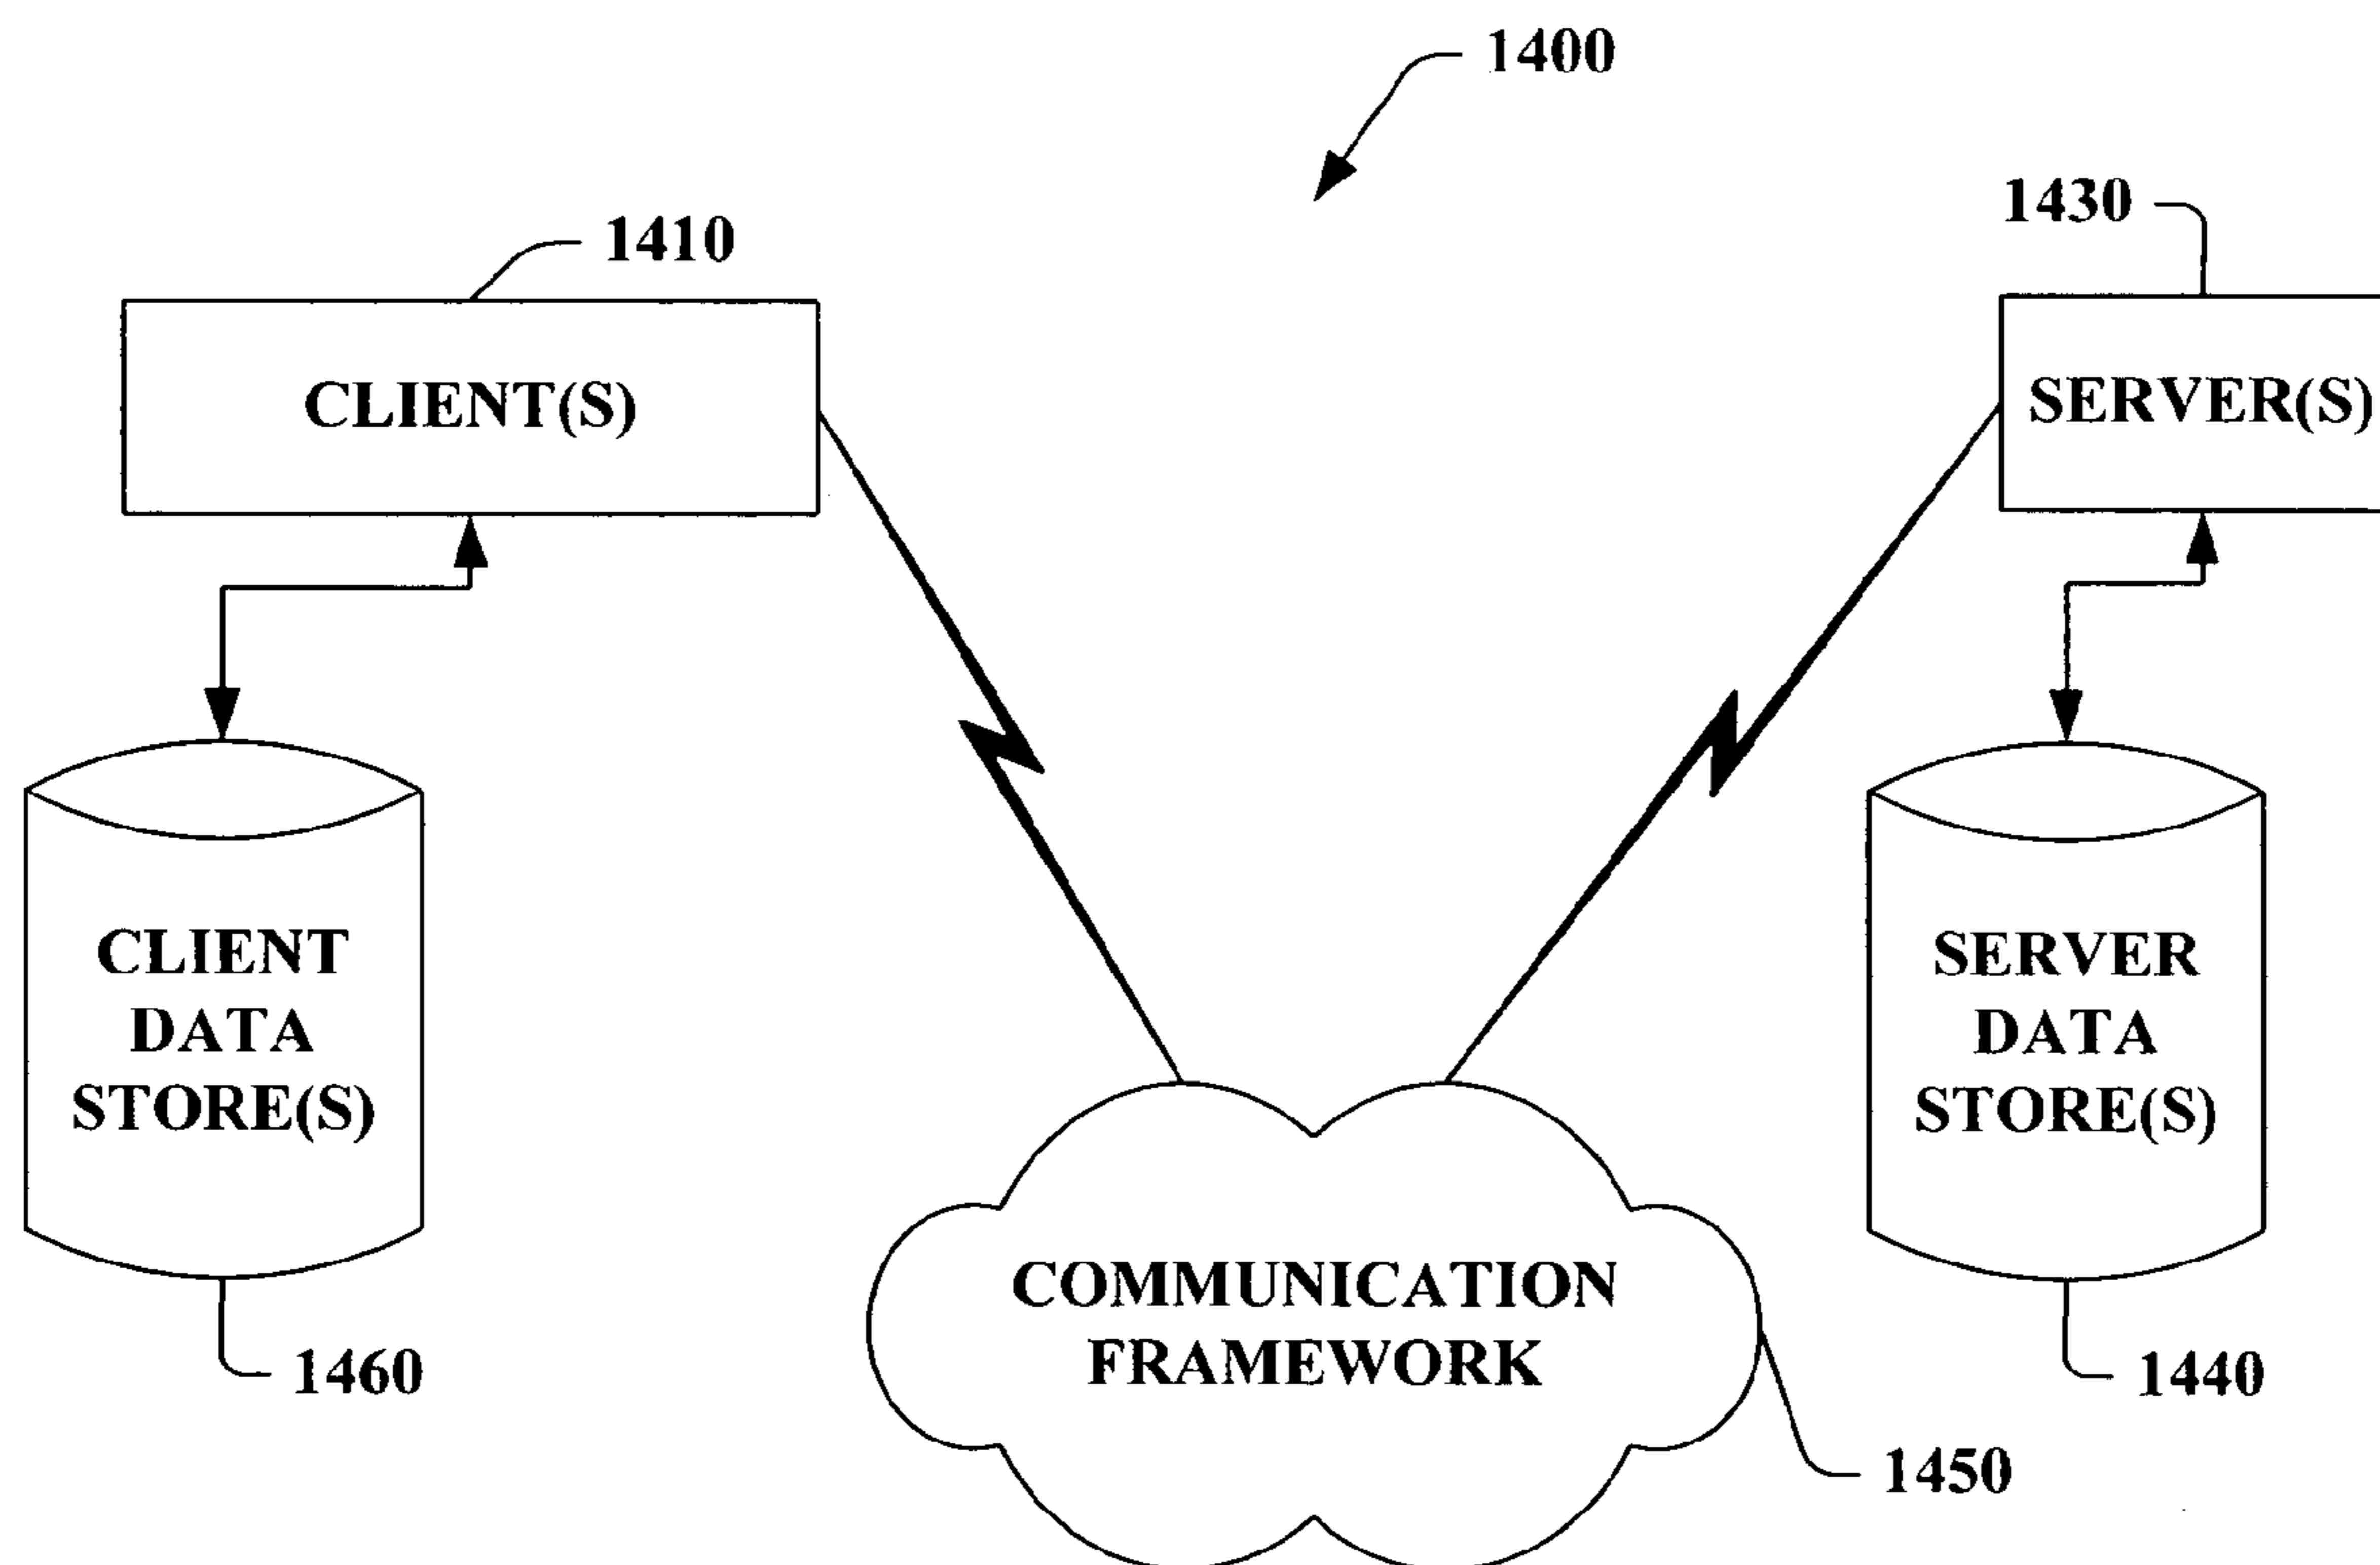 1400
1410
1430
CLIENT(S)
SERVER(S)
CLIENT
DATA
STORE(S)
SERVER
DATA
STORE(S)
COMMUNICATION
FRAMEWORK
1460
1440
1450